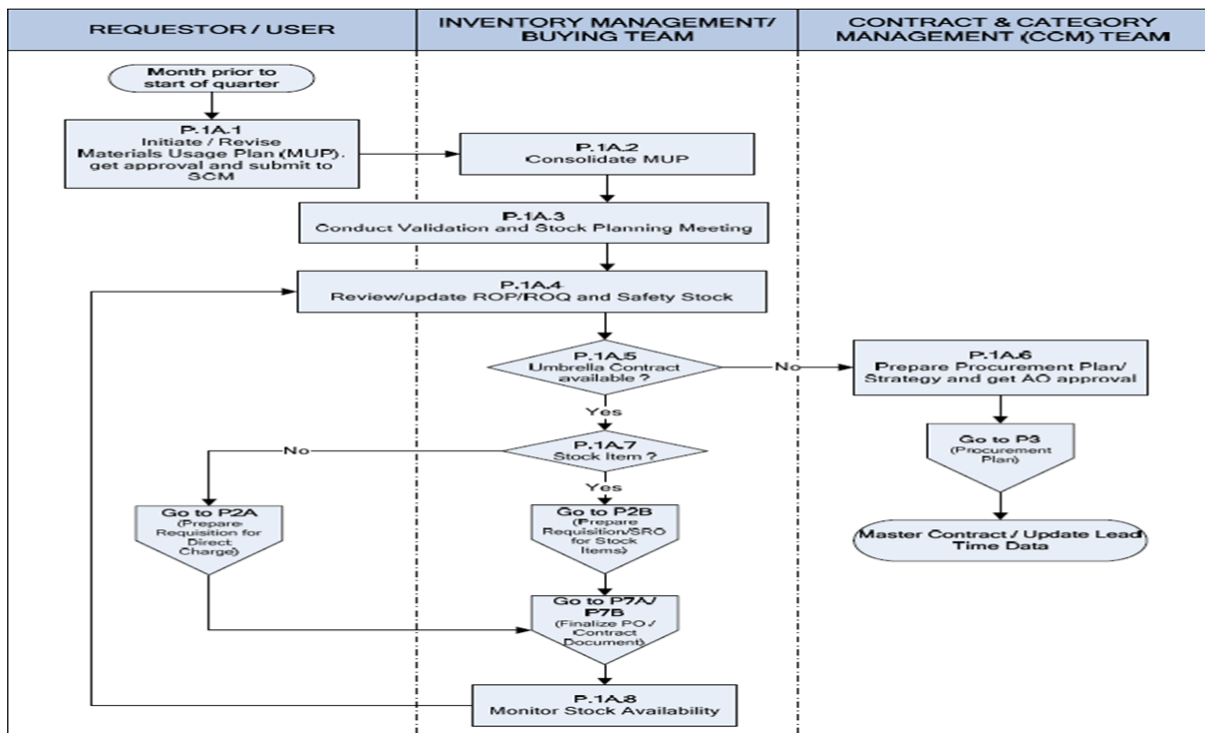 REQUESTOR / USER
INVENTORY MANAGEMENT/
BUYING TEAM
CONTRACT & CATEGORY
MANAGEMENT (CCM) TEAM
Month prior to
start of quarter
P.1A.1
Initiate / Revise
Materials Usage Plan (MUP).
get approval and submit to
SCM
P.1A.2
Consolidate MUP
P.1A.3
Conduct Validation and Stock Planning Meeting
P.1A.4
Review/update ROP/ROQ and Safety Stock
P.1A.5
Umbrella Contract
available ?
No
P.1A.6
Prepare Procurement Plan/
Strategy and get AO approval
Yes
P.1A.7
Stock Item ?
No
Go to P3
(Procurement
Plan)
Yes
Go to P2A
(Prepare
Requisition for
Direct
Charge)
Go to P2B
(Prepare
Requisition/SRO
for Stock
Items)
Master Contract / Update Lead
Time Data
Go to P7A/
P7B
(Finalize PO /
Contract
Document)
P.1A.8
Monitor Stock Availability